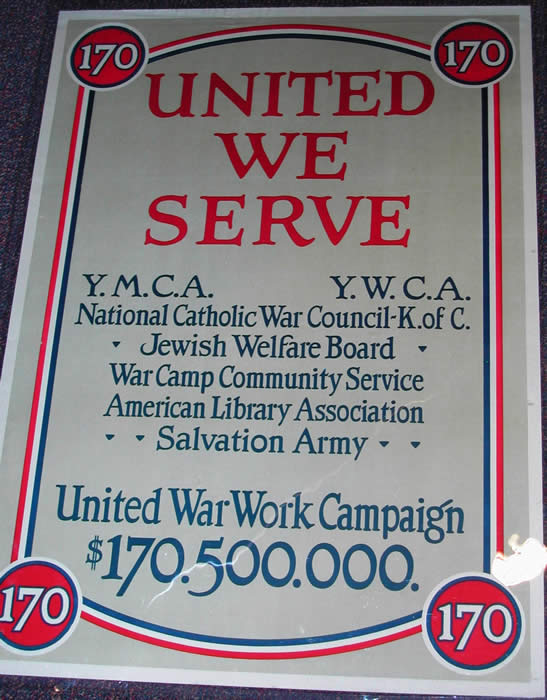 170 170
UNITED
WE
SERVE
Y.M.C.A. Y.W.C.A.
National Catholic War Council-K.of C.
Jewish Welfare Board
War Camp Community Service
American Library Association
Salvation Army
United War Work Campaign
$170.500.000.
170 170